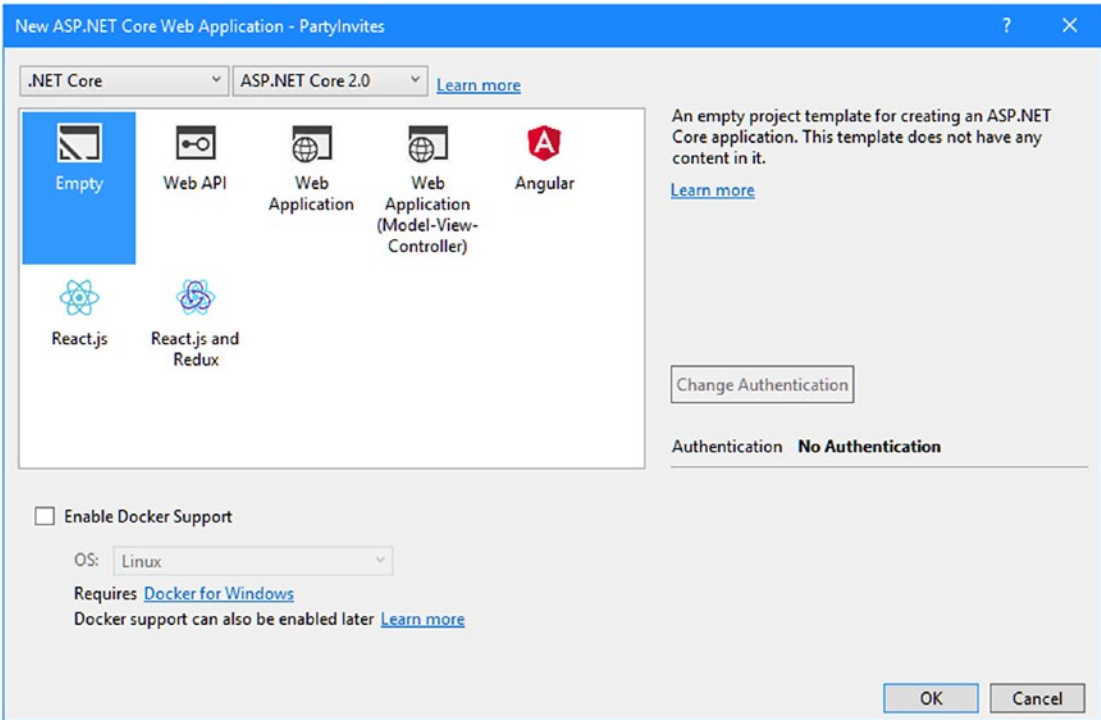 New ASP.NET Core Web Application - PartyInvites
.NET Core
ASP.NET Core 2.0
Learn more
Empty
Web API
Web
Application
Web
Application
(Model-View-
Controller)
Angular
React.js
React.js and
Redux
An empty project template for creating an ASP.NET
Core application. This template does not have any
content in it.
Learn more
Change Authentication
Authentication No Authentication
Enable Docker Support
OS: Linux
Requires Docker for Windows
Docker support can also be enabled later Learn more
OK
Cancel